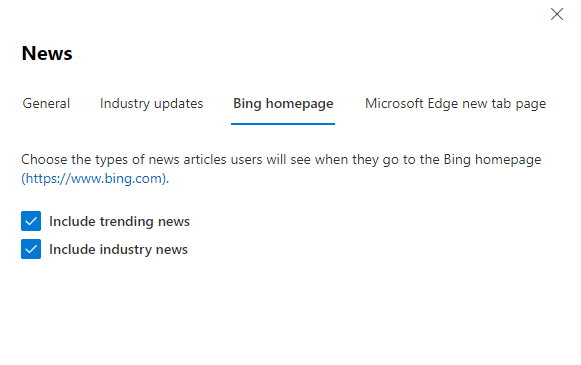 News
General Industry updates Bing homepage Microsoft Edge new tab page
Choose the types of news articles users will see when they go to the Bing homepage
(https://www.bing.com).
Include trending news
Include industry news